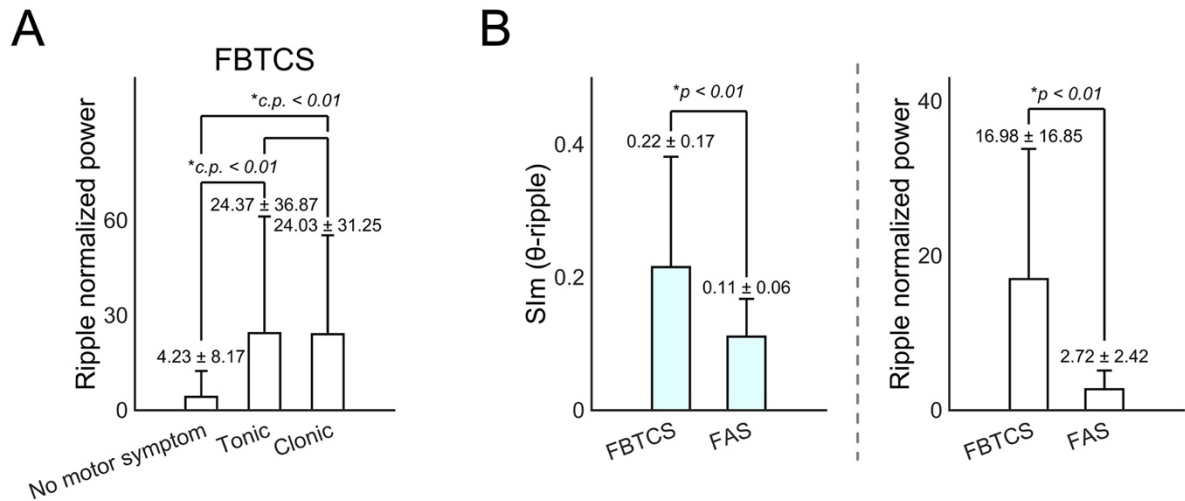 A
FBTCS
Ripple normalized power
0
30
60
*c.p. < 0.01
*c.p. < 0.01
24.37 ± 36.87
24.03 ± 31.25
4.23 ± 8.17
No motor symptom
Tonic
Clonic
B
SIm (θ-ripple)
0
0.2
0.4
*p < 0.01
0.22 ± 0.17
0.11 ± 0.06
FBTCS
FAS
Ripple normalized power
0
20
40
*p < 0.01
16.98 ± 16.85
2.72 ± 2.42
FBTCS
FAS